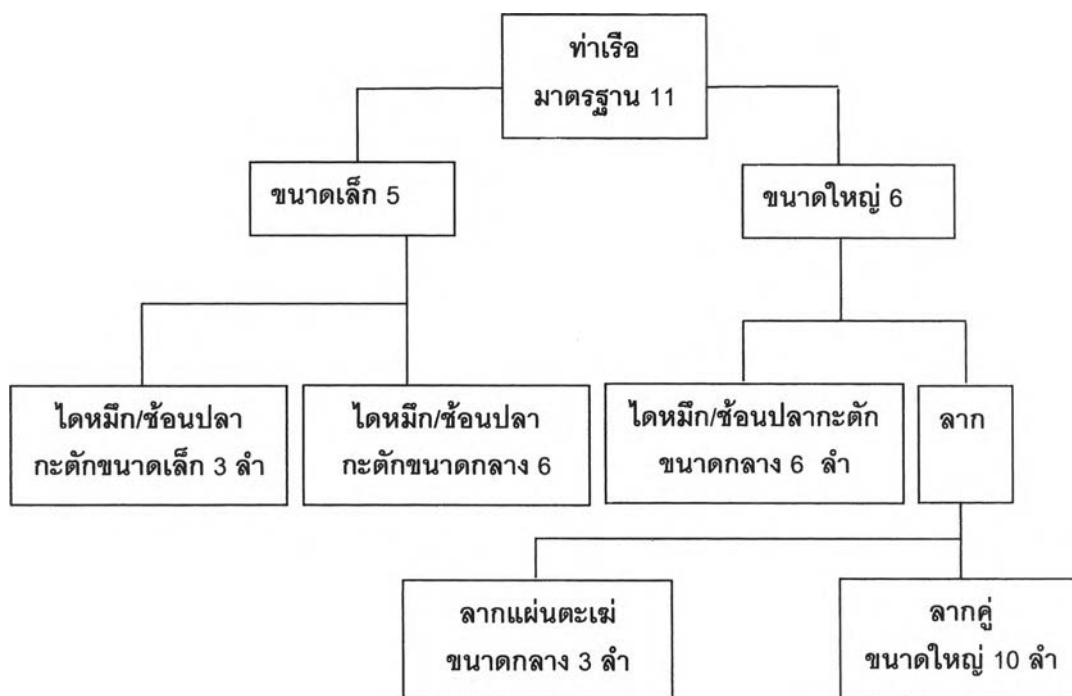 ท่าเรือ
มาตรฐาน 11
ขนาดเล็ก 5
ขนาดใหญ่ 6
ไดหมึก/ช้อนปลา
กะตักขนาดเล็ก 3 ลำ
ไดหมึก/ช้อนปลา
กะตักขนาดกลาง 6
ไดหมึก/ช้อนปลากะตัก
ขนาดกลาง 6 ลำ
ลาก
ลากแผ่นตะเฆ่
ขนาดกลาง 3 ลำ
ลากคู่
ขนาดใหญ่ 10 ลำ